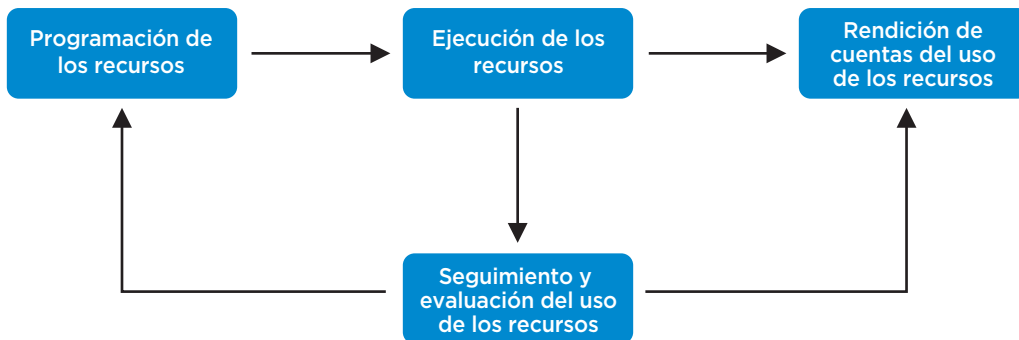 Programación de
los recursos
Ejecución de los
recursos
Rendición de
cuentas del uso
de los recursos
Seguimiento y
evaluación del uso
de los recursos